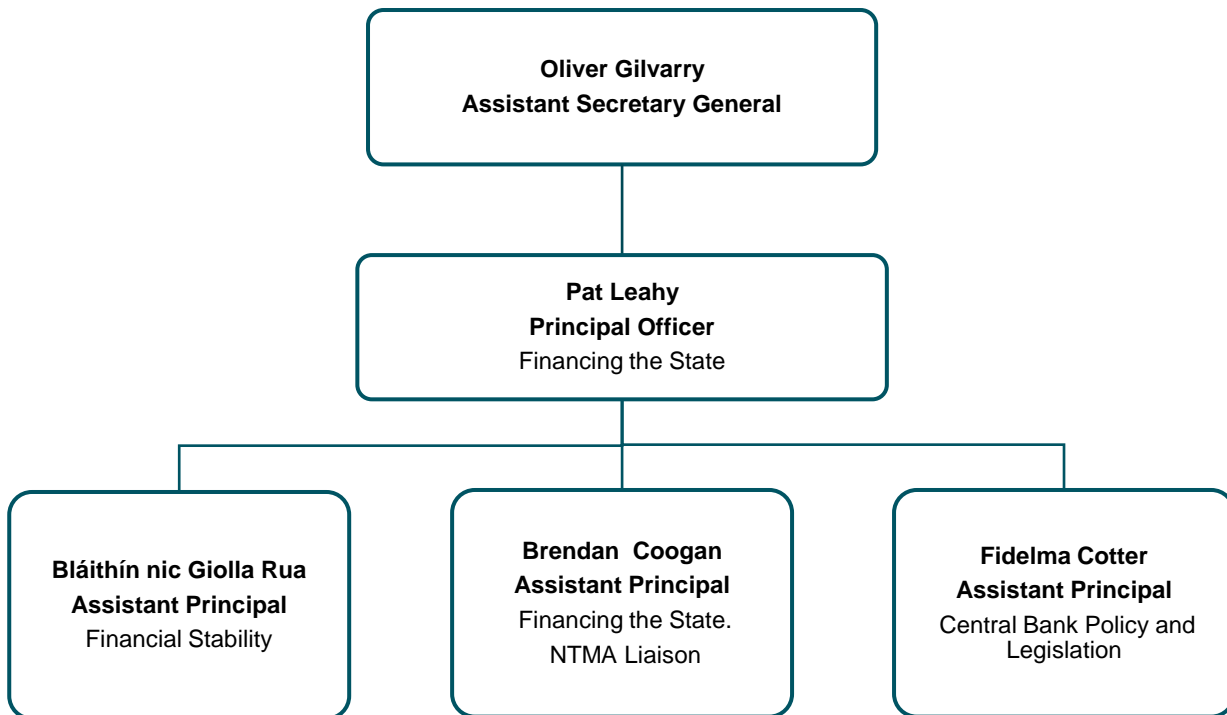 Oliver Gilvarry
Assistant Secretary General
Pat Leahy
Principal Officer
Financing the State
Bláithín nic Giolla Rua
Assistant Principal
Financial Stability
Brendan  Coogan
Assistant Principal
Financing the State.
NTMA Liaison
Fidelma Cotter
Assistant Principal
Central Bank Policy and
Legislation